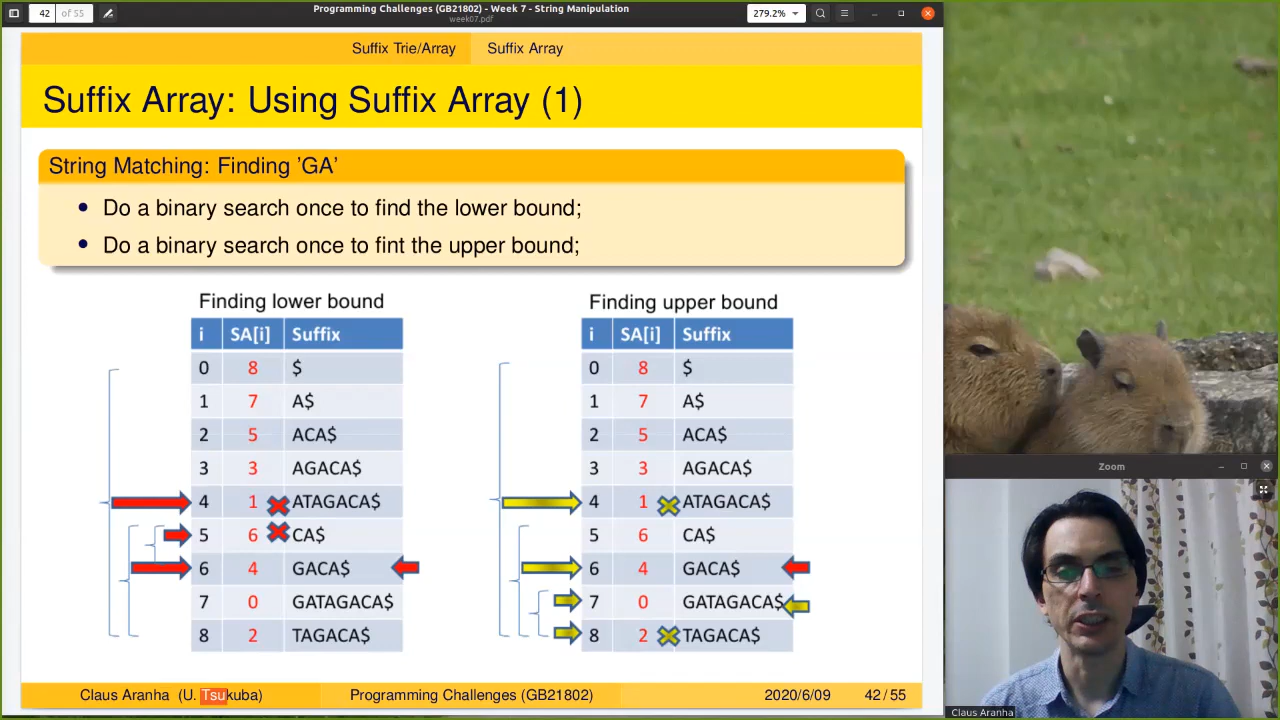 Programming Challenges (GB21802) - Week 7 - String Manipulation
week07.pdf
42 of 55
279.2%
Suffix Trie/Array Suffix Array
Suffix Array: Using Suffix Array (1)
String Matching: Finding 'GA'
• Do a binary search once to find the lower bound;
• Do a binary search once to fint the upper bound;
Finding lower bound
i SA[i] Suffix
0 8 $
1 7 A$
2 5 ACA$
3 3 AGACA$
4 1 ATAGACA$
5 6 CA$
6 4 GACA$
7 0 GATAGACA$
8 2 TAGACA$
Finding upper bound
i SA[i] Suffix
0 8 $
1 7 A$
2 5 ACA$
3 3 AGACA$
4 1 ATAGACA$
5 6 CA$
6 4 GACA$
7 0 GATAGACA$
8 2 TAGACA$
Claus Aranha (U. Tsukuba) Programming Challenges (GB21802) 2020/6/09 42 / 55
Zoom
Claus Aranha